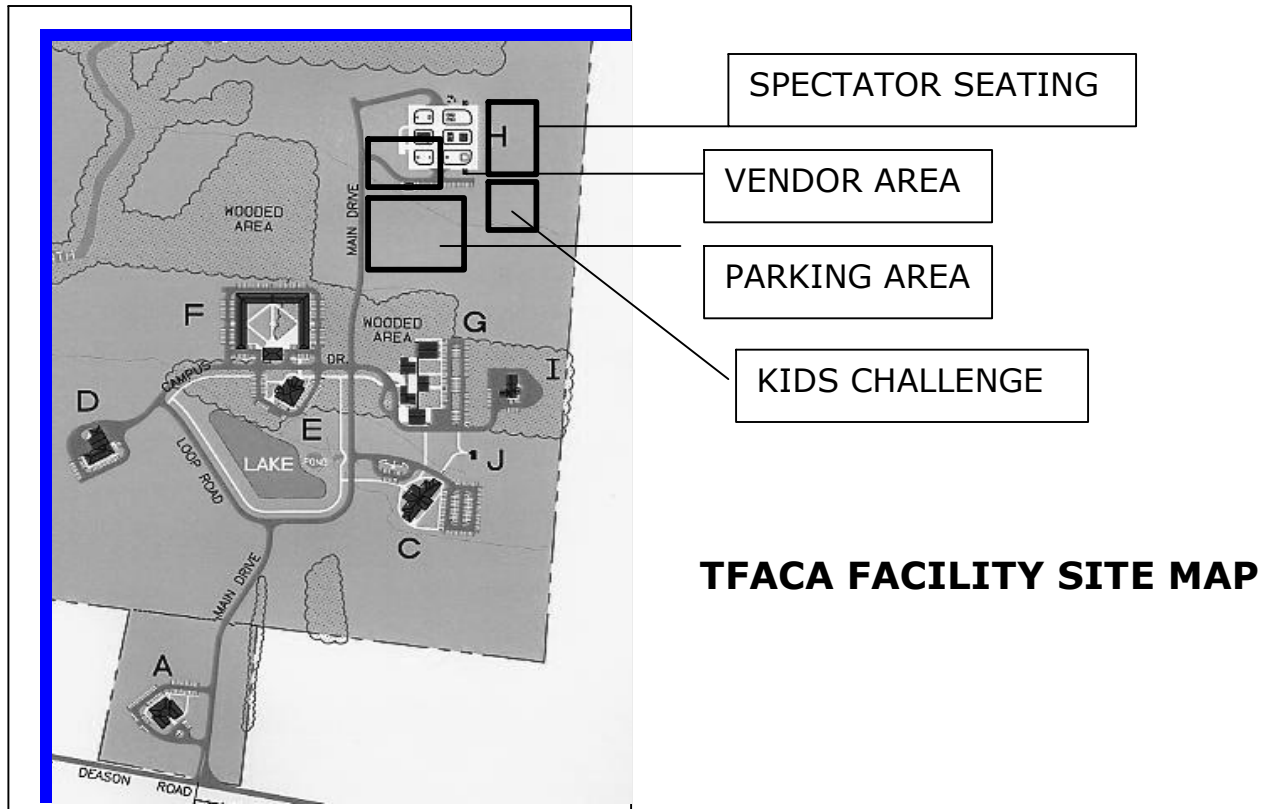 SPECTATOR SEATING
VENDOR AREA
PARKING AREA
KIDS CHALLENGE
TFACA FACILITY SITE MAP
WOODED
AREA
MAIN DRIVE
F
WOODED
AREA
G
I
CAMPUS
DR.
D
E
LOOP ROAD
LAKE
POND
J
C
MAIN DRIVE
A
DEASON ROAD